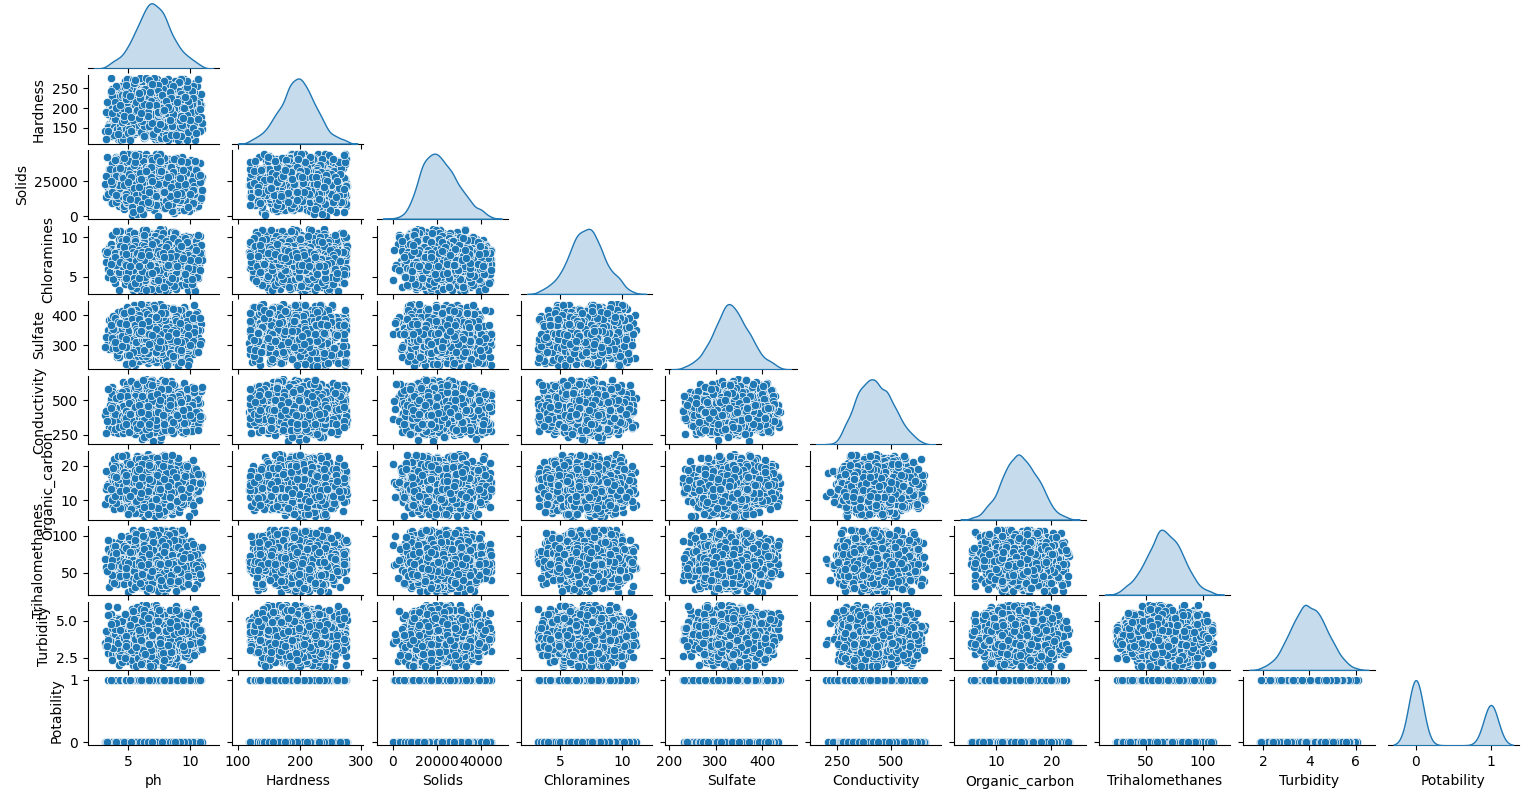 Hardness
250
200
150
Solids
25000
0
Chloramines
10
5
Sulfate
400
300
Conductivity
500
250
Organic_carbon
20
10
Trihalomethanes
100
50
Turbidity
5.0
2.5
Potability
1
0
5 10 100 200 300 0 20000 40000 5 10 200 300 400 250 500 10 20 50 100 2 4 6 0 1
ph Hardness Solids Chloramines Sulfate Conductivity Organic_carbon Trihalomethanes Turbidity Potability